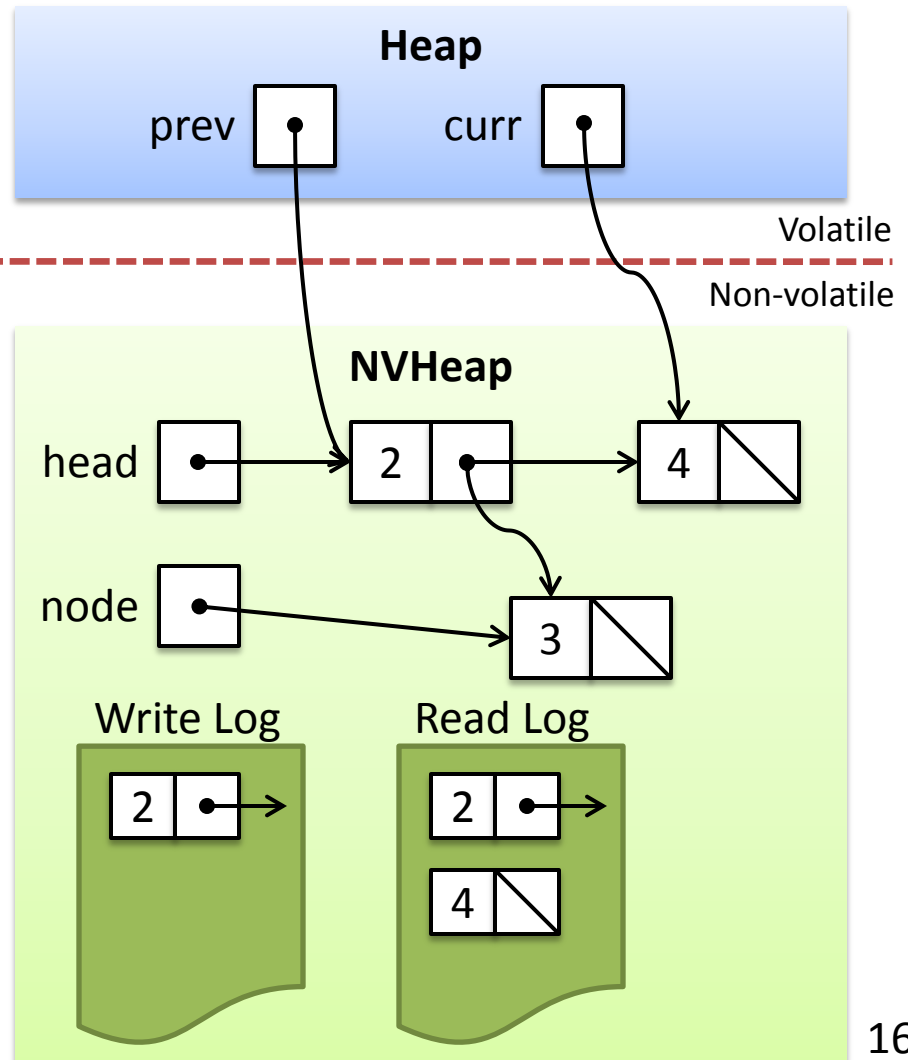 Heap
prev curr
Volatile
Non-volatile
NVHeap
head 2 4
node 3
Write Log Read Log
2 2
4
16